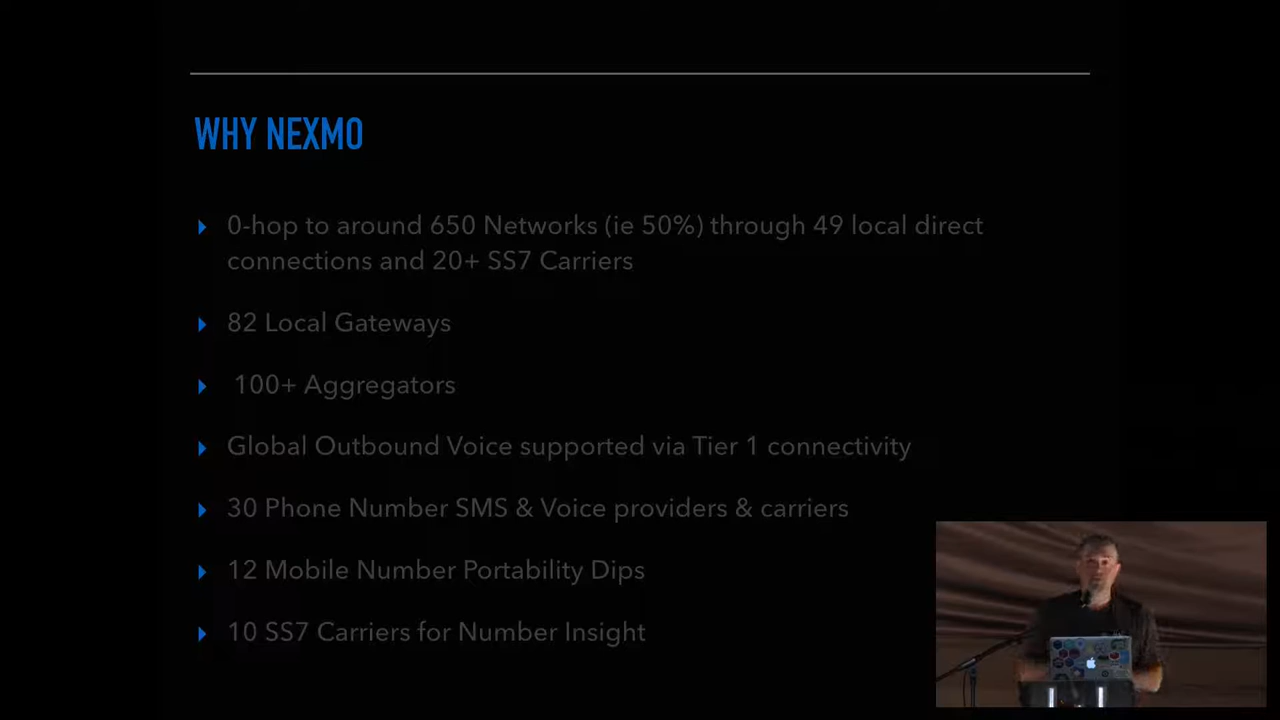 WHY NEXMO
0-hop to around 650 Networks (ie 50%) through 49 local direct
connections and 20+ SS7 Carriers
82 Local Gateways
100+ Aggregators
Global Outbound Voice supported via Tier 1 connectivity
30 Phone Number SMS & Voice providers & carriers
12 Mobile Number Portability Dips
10 SS7 Carriers for Number Insight